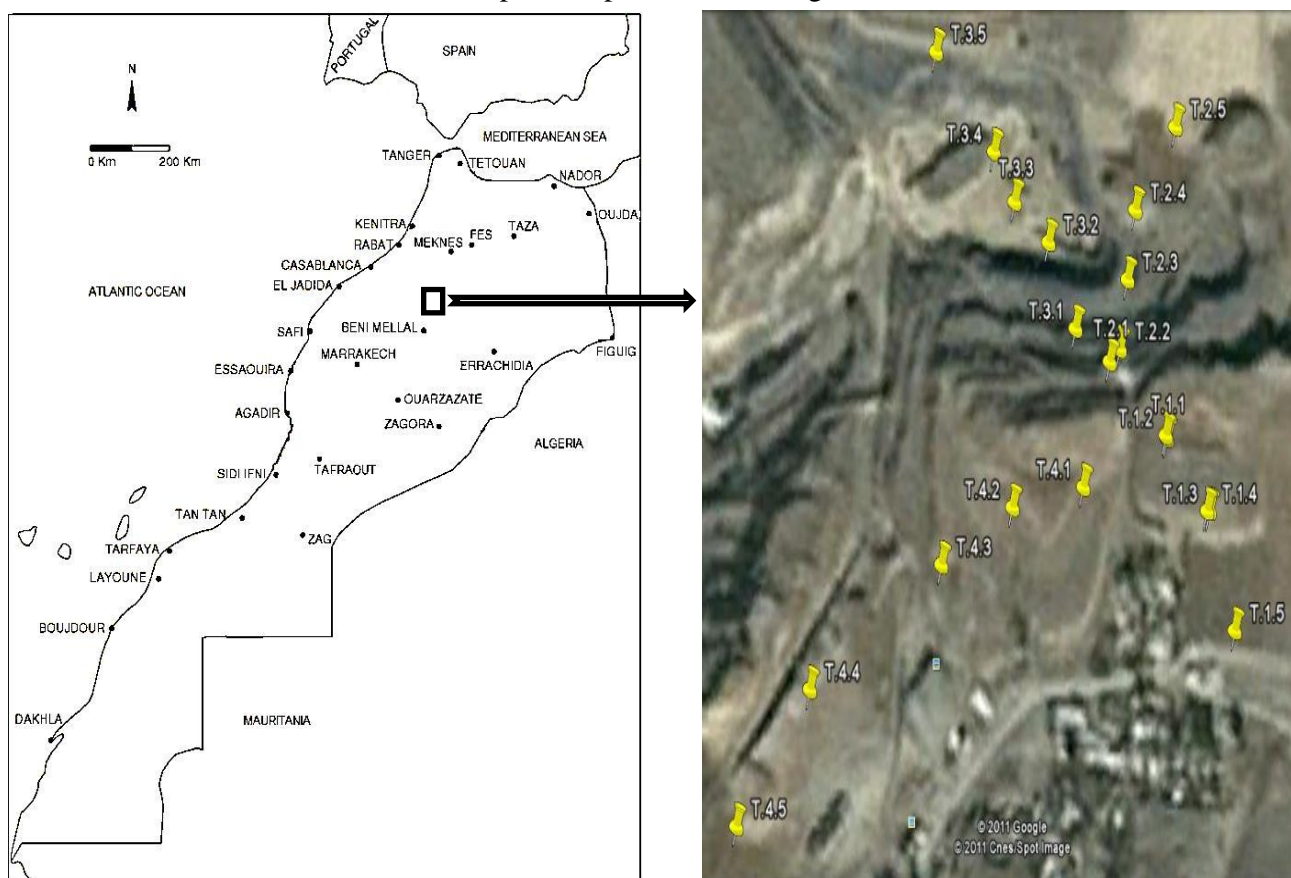 PORTUGAL
SPAIN
N
0 Km 200 Km
MEDITERRANEAN SEA
TANGER
TETOUAN
NADOR
OUJDA
KENITRA
RABAT
MEKNES
FES
TAZA
CASABLANCA
EL JADIDA
ATLANTIC OCEAN
SAFI
BENI MELLAL
MARRAKECH
ERRACHIDIA
FIGUIG
ESSAOUIRA
AGADIR
OUARZAZATE
ZAGORA
ALGERIA
SIDI IFNI
TAFRAOUT
TAN TAN
ZAG
TARFAYA
LAYOUNE
BOUJDOUR
DAKHLA
MAURITANIA
T.3.5
T.2.5
T.3.4
T.3.3
T.2.4
T.3.2
T.2.3
T.3.1
T.2.1
T.2.2
T.1.2
T.1.1
T.4.1
T.4.2
T.1.3
T.1.4
T.4.3
T.1.5
T.4.4
T.4.5
© 2011 Google
© 2011 Cnes/Spot Image